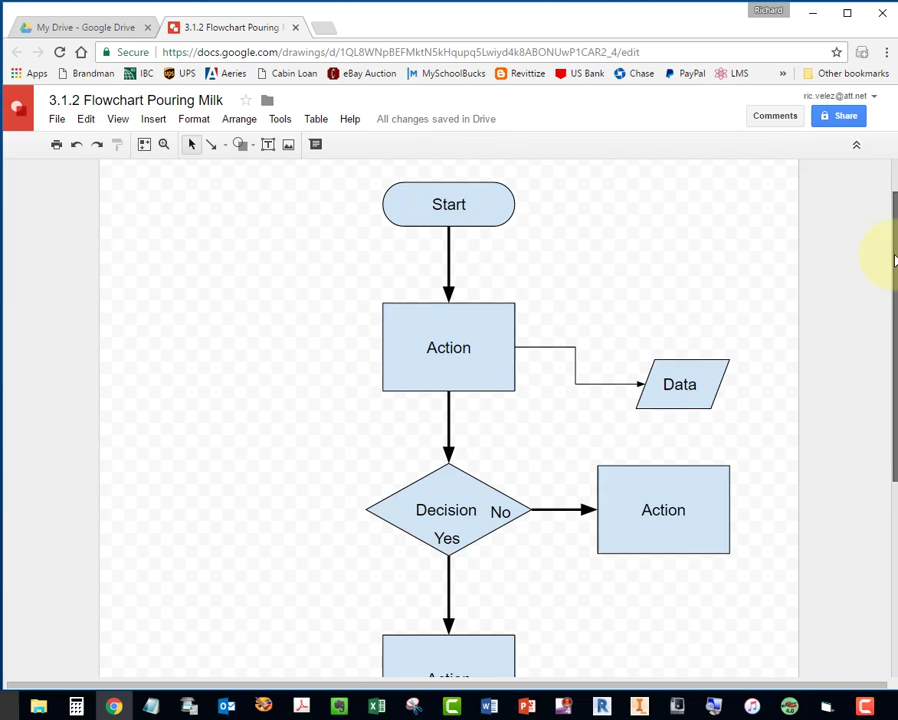 Richard
My Drive - Google Drive
3.1.2 Flowchart Pouring Milk
Secure
https://docs.google.com/drawings/d/1QL8WNpBEFMktN5kHqupq5Lwiyd4k8ABONUwP1CAR2_4/edit
Apps
Brandman
IBC
UPS
Aeries
Cabin Loan
eBay Auction
MySchoolBucks
Revittize
US Bank
Chase
PayPal
LMS
»
Other bookmarks
3.1.2 Flowchart Pouring Milk
ric.velez@att.net
File Edit View Insert Format Arrange Tools Table Help
All changes saved in Drive
Comments
Share
Start
Action
Data
Decision
No
Yes
Action